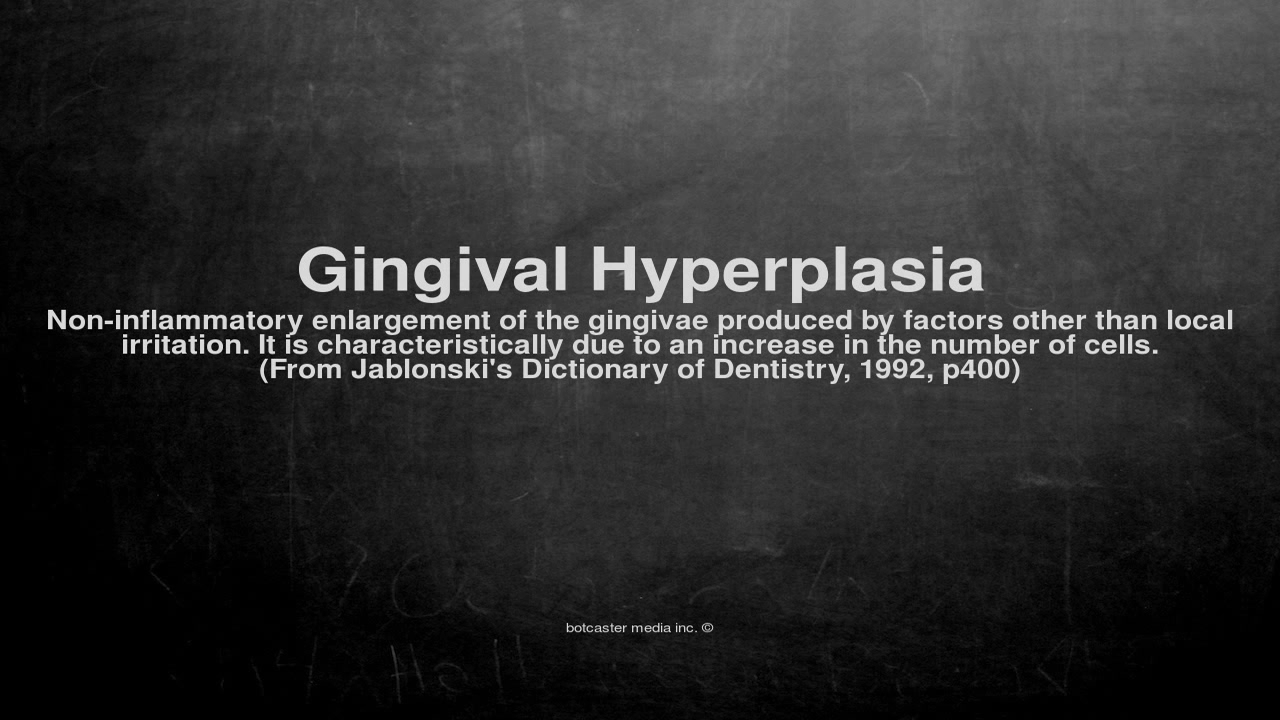 Gingival Hyperplasia
Non-inflammatory enlargement of the gingivae produced by factors other than local
irritation. It is characteristically due to an increase in the number of cells.
(From Jablonski's Dictionary of Dentistry, 1992, p400)
botcaster media inc. ©